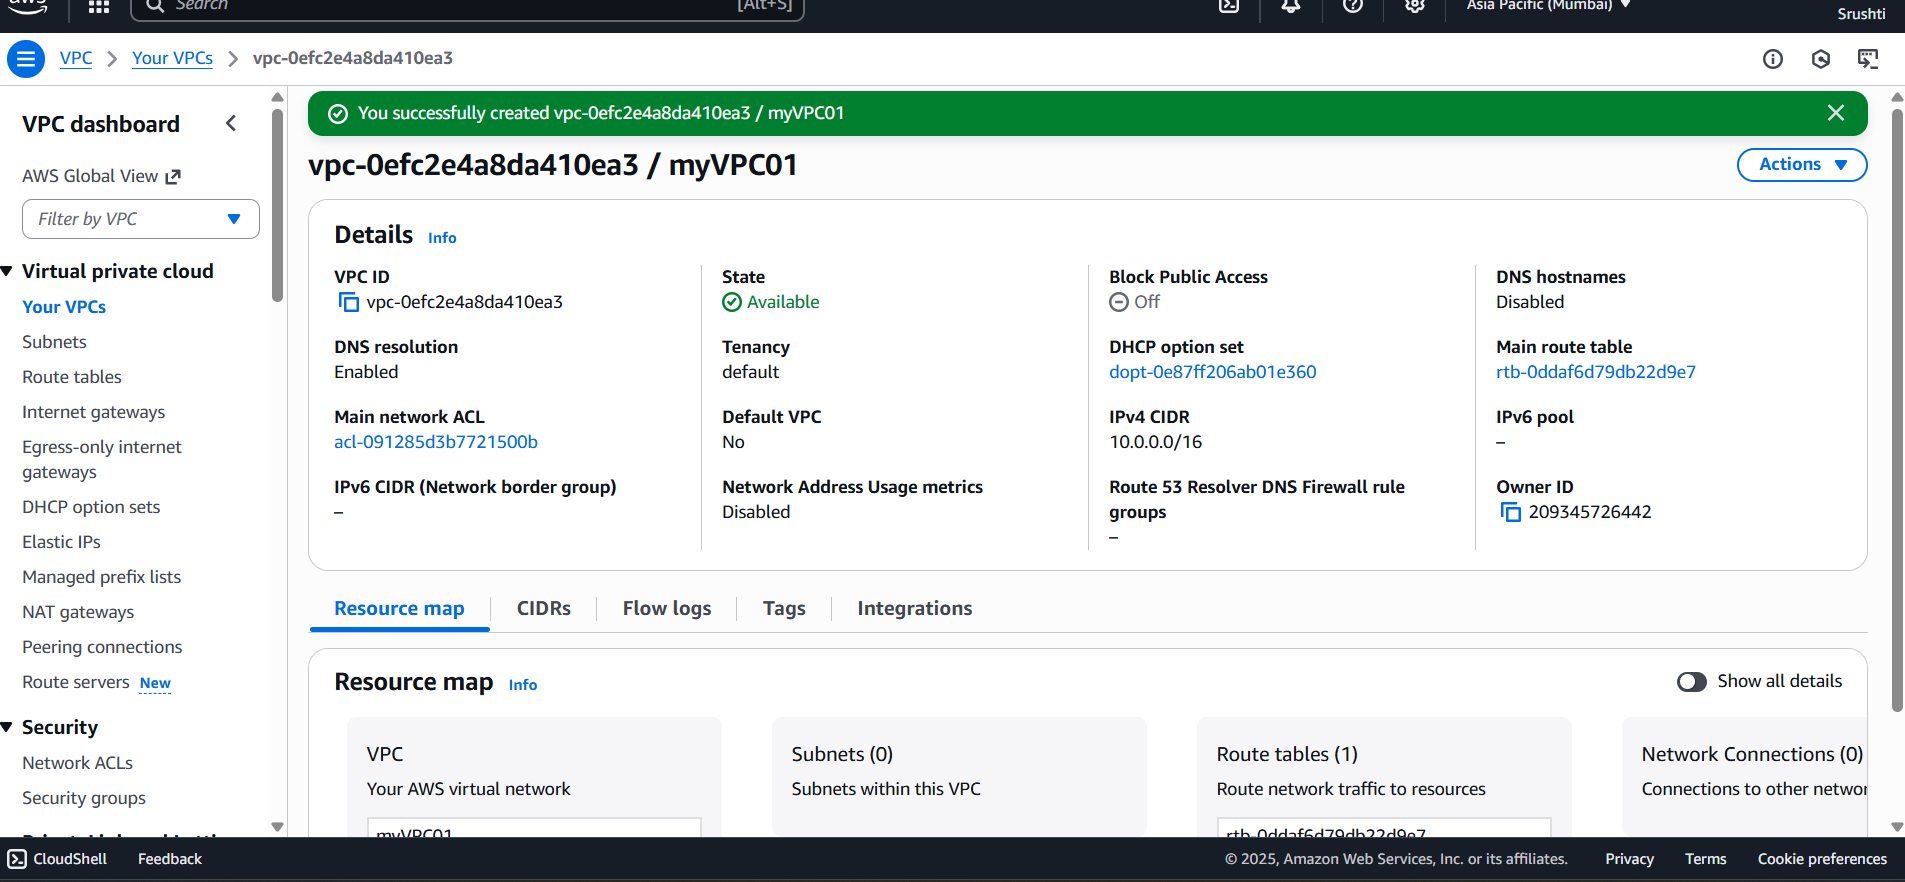 aws
Search
[Alt+S]
Asia Pacific (Mumbai)
Srushti
VPC
Your VPCs
vpc-0efc2e4a8da410ea3
VPC dashboard
AWS Global View
Filter by VPC
Virtual private cloud
Your VPCs
Subnets
Route tables
Internet gateways
Egress-only internet
gateways
DHCP option sets
Elastic IPs
Managed prefix lists
NAT gateways
Peering connections
Route servers New
Security
Network ACLs
Security groups
You successfully created vpc-0efc2e4a8da410ea3 / myVPC01
vpc-0efc2e4a8da410ea3 / myVPC01
Actions
Details Info
VPC ID
vpc-0efc2e4a8da410ea3
State
Available
Block Public Access
Off
DNS hostnames
Disabled
DNS resolution
Enabled
Tenancy
default
DHCP option set
dopt-0e87ff206ab01e360
Main route table
rtb-0ddaf6d79db22d9e7
Main network ACL
acl-091285d3b7721500b
Default VPC
No
IPv4 CIDR
10.0.0.0/16
IPv6 pool
–
IPv6 CIDR (Network border group)
–
Network Address Usage metrics
Disabled
Route 53 Resolver DNS Firewall rule
groups
–
Owner ID
209345726442
Resource map
CIDRs
Flow logs
Tags
Integrations
Resource map Info
Show all details
VPC
Your AWS virtual network
myVPC01
Subnets (0)
Subnets within this VPC
Route tables (1)
Route network traffic to resources
rtb-0ddaf6d79db22d9e7
Network Connections (0)
Connections to other networ
CloudShell
Feedback
© 2025, Amazon Web Services, Inc. or its affiliates.
Privacy
Terms
Cookie preferences